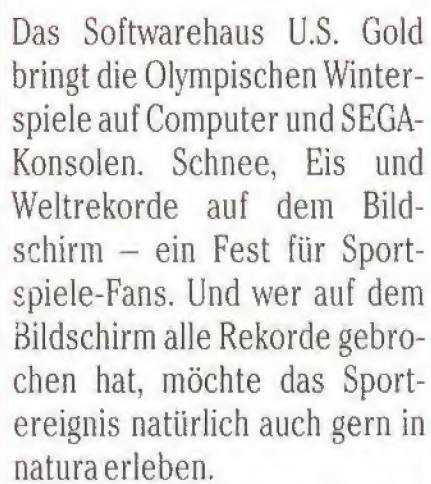 Das Softwarehaus U.S. Gold
bringt die Olympischen Winter-
spiele auf Computer und SEGA-
Konsolen. Schnee, Eis und
Weltrekorde auf dem Bild-
schirm – ein Fest für Sport-
spiele-Fans. Und wer auf dem
Bildschirm alle Rekorde gebro-
chen hat, möchte das Sport-
ereignis natürlich auch gern in
natura erleben.